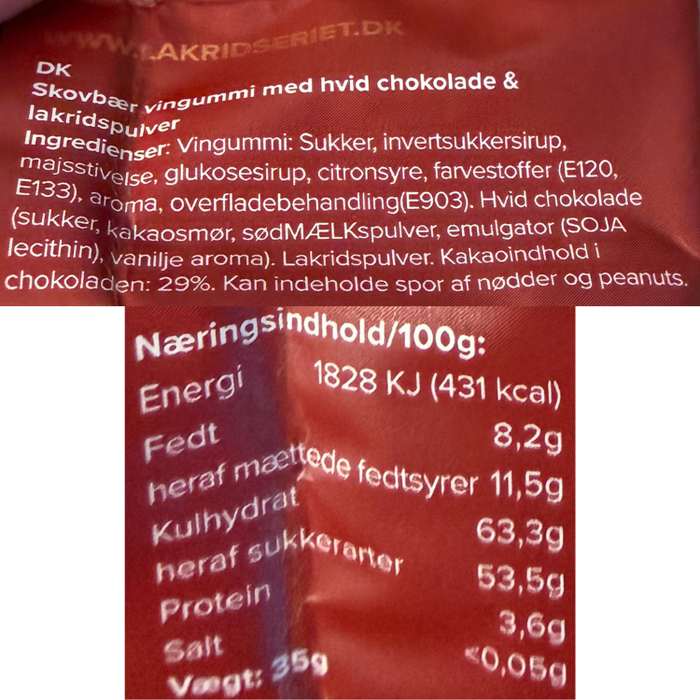 WWW.LAKRIDSERIET.DK
DK
Skovbær vingummi med hvid chokolade &
lakridspulver
Ingredienser: Vingummi: Sukker, invertsukkersirup,
majsstivelse, glukosesirup, citronsyre, farvestoffer (E120,
E133), aroma, overfladebehandling(E903). Hvid chokolade
(sukker, kakaosmør, sødMÆLKspulver, emulgator (SOJA
lecithin), vanilje aroma). Lakridspulver. Kakaoindhold i
chokoladen: 29%. Kan indeholde spor af nødder og peanuts.
Næringsindhold/100g:
Energi 1828 KJ (431 kcal)
Fedt 8,2g
heraf mættede fedtsyrer 11,5g
Kulhydrat 63,3g
heraf sukkerarter 53,5g
Protein 3,6g
Salt <0,05g
Vægt: 35g